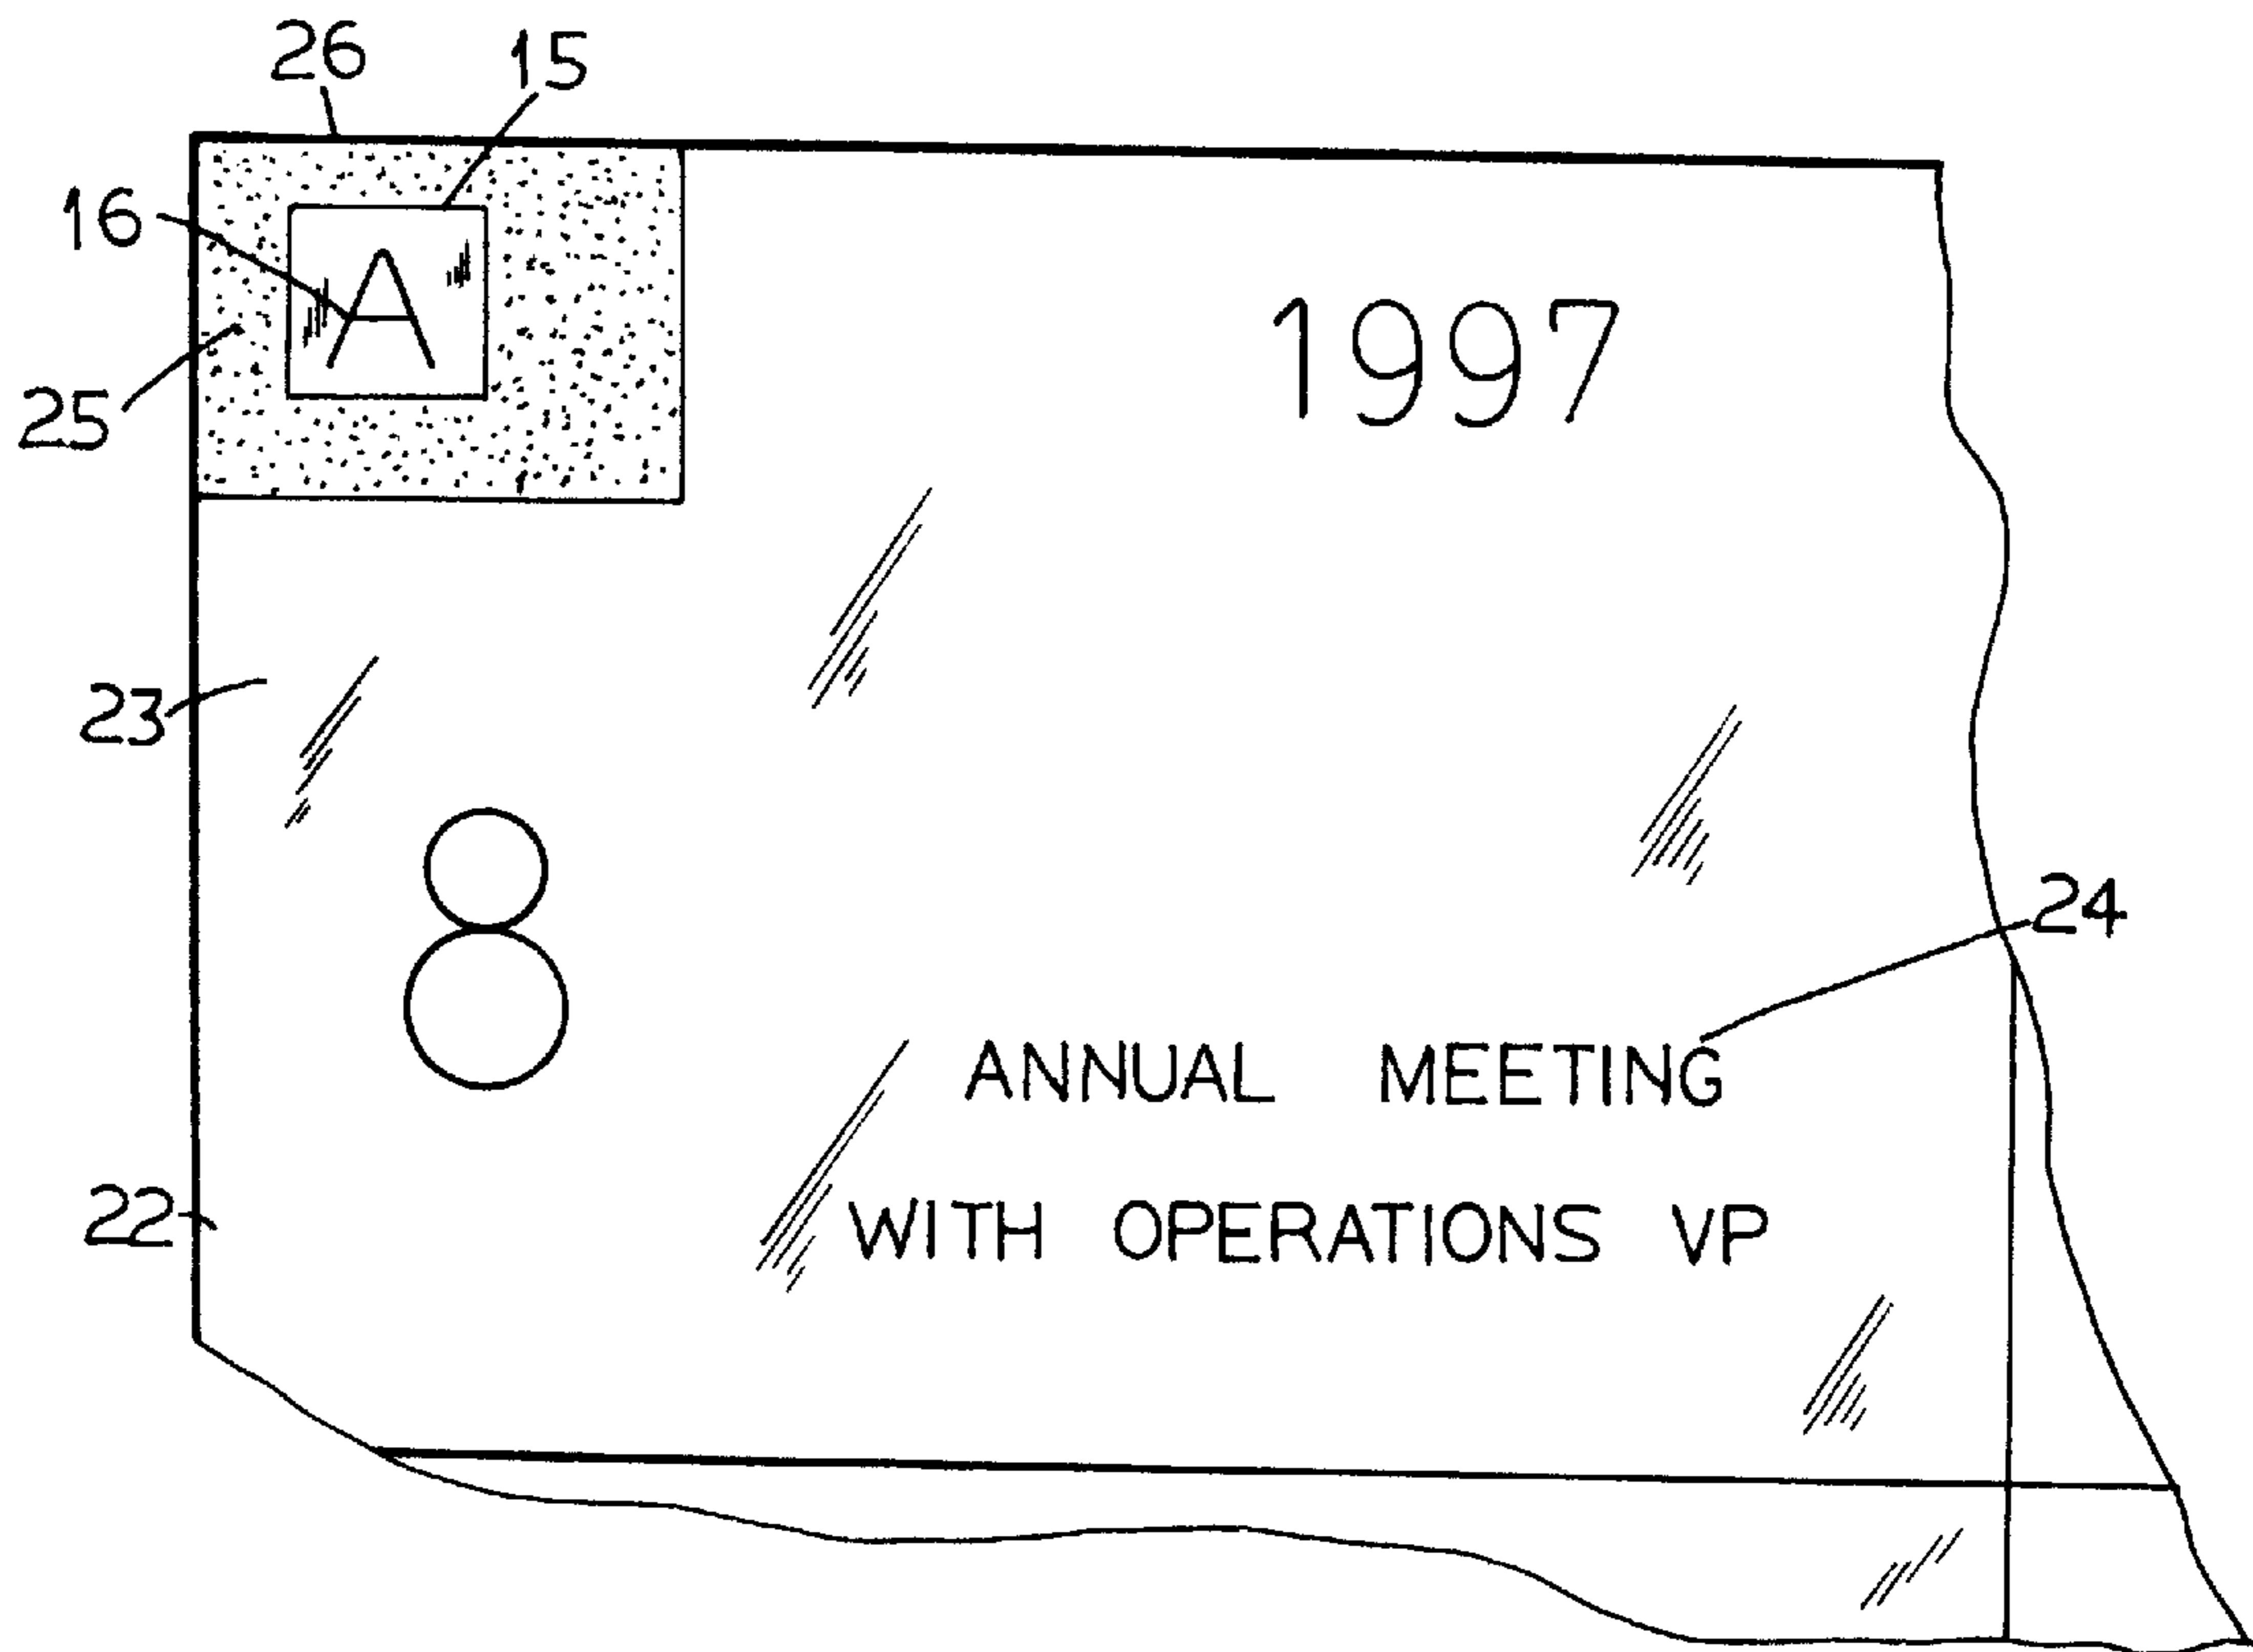 26 15
16 A
1997
25
23
8
24
ANNUAL MEETING
22 WITH OPERATIONS VP